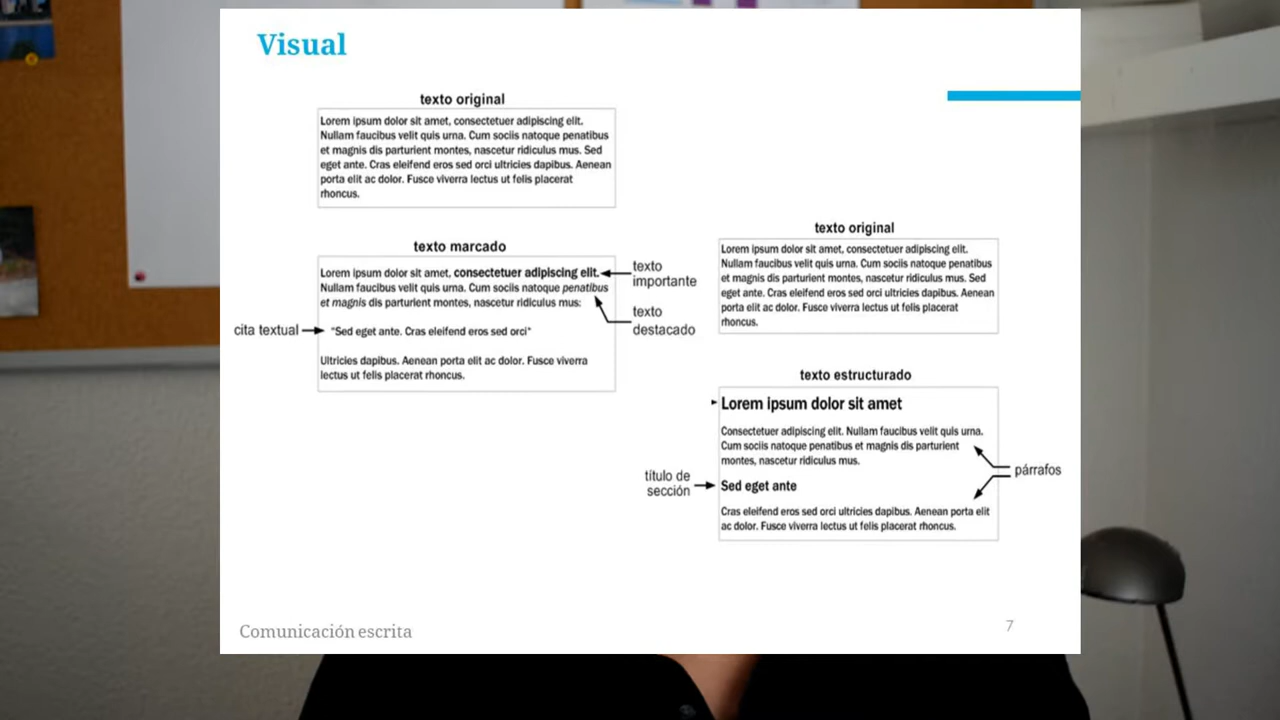 Visual
texto original
Lorem ipsum dolor sit amet, consectetuer adipiscing elit.
Nullam faucibus velit quis urna. Cum sociis natoque penatibus
et magnis dis parturient montes, nascetur ridiculus mus. Sed
eget ante. Cras eleifend eros sed orci ultricies dapibus. Aenean
porta elit ac dolor. Fusce viverra lectus ut felis placerat
rhoncus.
texto marcado
Lorem ipsum dolor sit amet, consectetuer adipiscing elit.
Nullam faucibus velit quis urna. Cum sociis natoque penatibus
et magnis dis parturient montes, nascetur ridiculus mus:
"Sed eget ante. Cras eleifend eros sed orci"
Ultricies dapibus. Aenean porta elit ac dolor. Fusce viverra
lectus ut felis placerat rhoncus.
texto
importante
texto
destacado
cita textual
texto original
Lorem ipsum dolor sit amet, consectetuer adipiscing elit.
Nullam faucibus velit quis urna. Cum sociis natoque penatibus
et magnis dis parturient montes, nascetur ridiculus mus. Sed
eget ante. Cras eleifend eros sed orci ultricies dapibus. Aenean
porta elit ac dolor. Fusce viverra lectus ut felis placerat
rhoncus.
texto estructurado
Lorem ipsum dolor sit amet
Consectetuer adipiscing elit. Nullam faucibus velit quis urna.
Cum sociis natoque penatibus et magnis dis parturient
montes, nascetur ridiculus mus.
Sed eget ante
Cras eleifend eros sed orci ultricies dapibus. Aenean porta elit
ac dolor. Fusce viverra lectus ut felis placerat rhoncus.
título de
sección
párrafos
Comunicación escrita
7